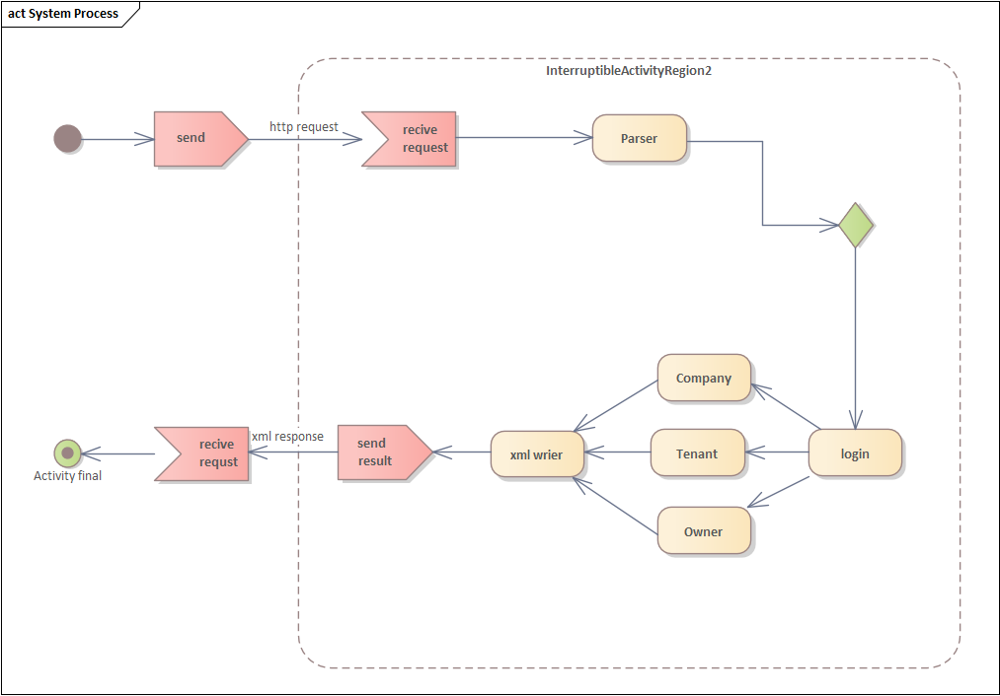 act System Process
InterruptibleActivityRegion2
send
http request
recive
request
Parser
Company
Tenant
login
Owner
xml wrier
send
result
xml response
recive
requst
Activity final